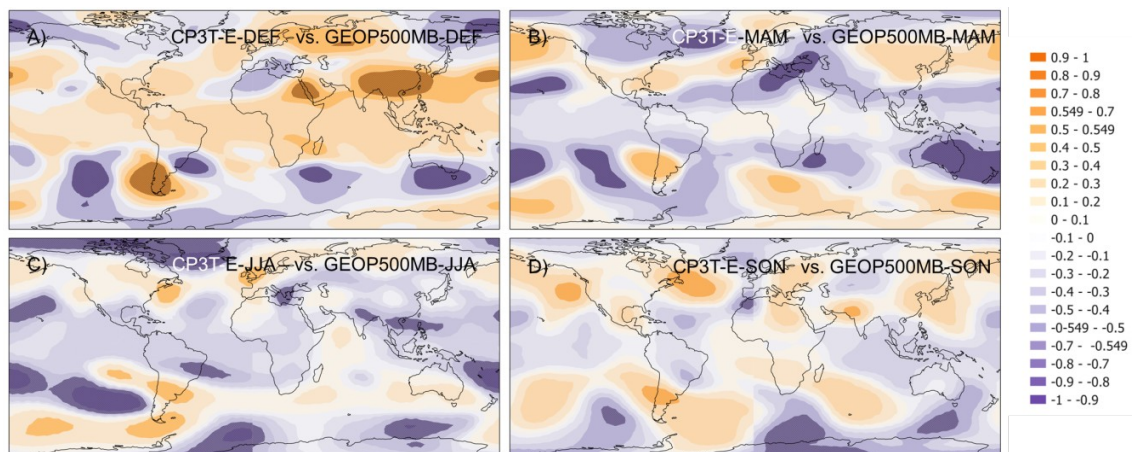 A) CP3T-E-DEF vs. GEOP500MB-DEF
B) CP3T-E-MAM vs. GEOP500MB-MAM
C) CP3T-E-JJA vs. GEOP500MB-JJA
D) CP3T-E-SON vs. GEOP500MB-SON
0.9 - 1
0.8 - 0.9
0.7 - 0.8
0.549 - 0.7
0.5 - 0.549
0.4 - 0.5
0.3 - 0.4
0.2 - 0.3
0.1 - 0.2
0 - 0.1
-0.1 - 0
-0.2 - -0.1
-0.3 - -0.2
-0.4 - -0.3
-0.5 - -0.4
-0.549 - -0.5
-0.7 - -0.549
-0.8 - -0.7
-0.9 - -0.8
-1 - -0.9